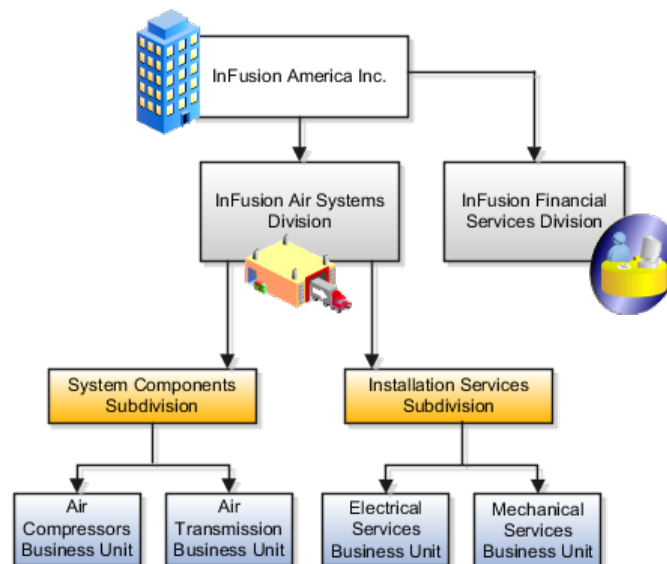 InFusion America Inc.
InFusion Air Systems
Division
InFusion Financial
Services Division
System Components
Subdivision
Installation Services
Subdivision
Air
Compressors
Business Unit
Air
Transmission
Business Unit
Electrical
Services
Business Unit
Mechanical
Services
Business Unit